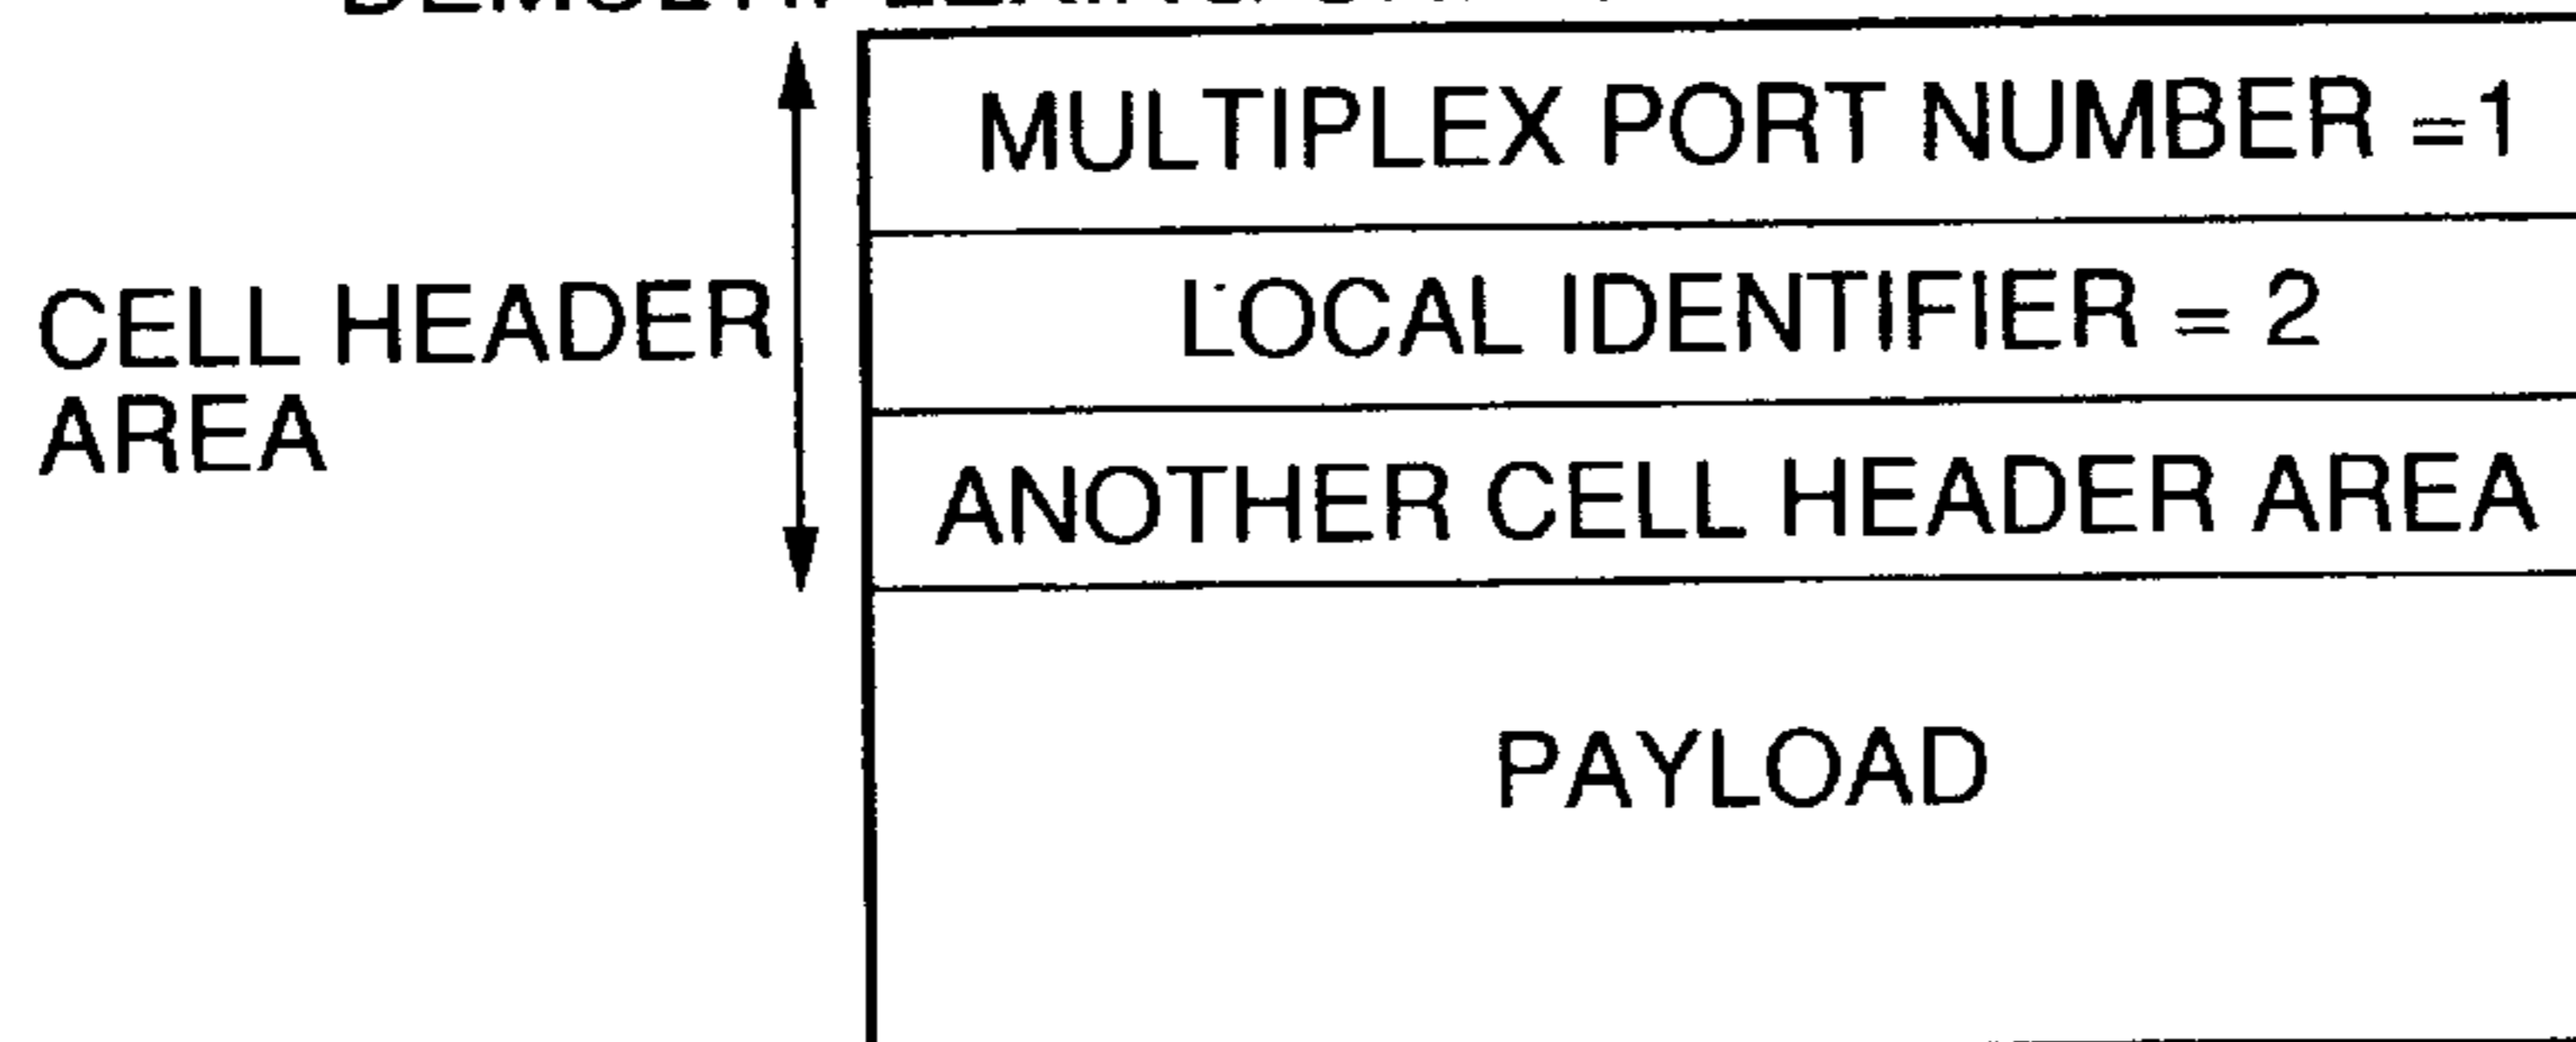 MULTIPLEX PORT NUMBER =1
LOCAL IDENTIFIER = 2
CELL HEADER
AREA
ANOTHER CELL HEADER AREA
PAYLOAD